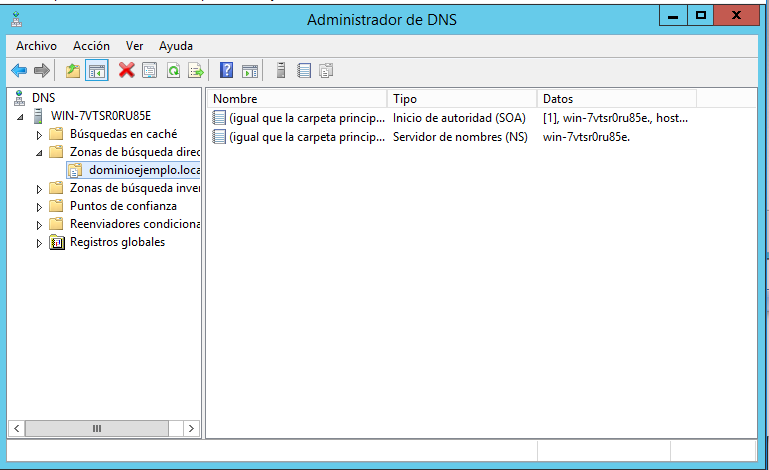 Administrador de DNS
Archivo Acción Ver Ayuda
DNS
WIN-7VTSR0RU85E
Búsquedas en caché
Zonas de búsqueda direc
dominioejemplo.loca
Zonas de búsqueda inver
Puntos de confianza
Reenviadores condiciona
Registros globales
Nombre Tipo Datos
(igual que la carpeta princip... Inicio de autoridad (SOA) [1], win-7vtsr0ru85e., host...
(igual que la carpeta princip... Servidor de nombres (NS) win-7vtsr0ru85e.